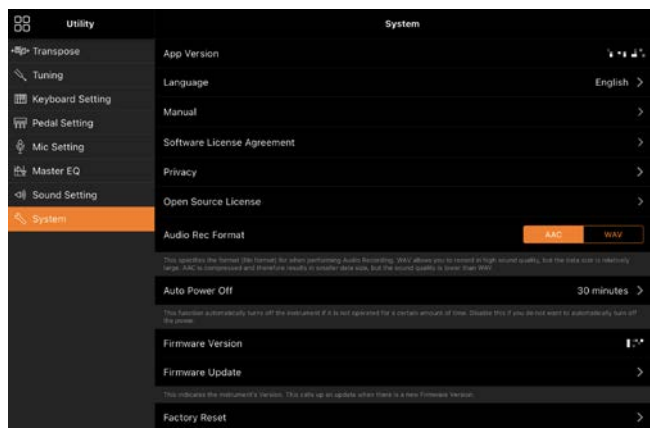 Utility
System
Transpose
Tuning
Keyboard Setting
Pedal Setting
Mic Setting
Master EQ
Sound Setting
System
App Version
Language
English
Manual
Software License Agreement
Privacy
Open Source License
Audio Rec Format
AAC
WAV
This specifies the format (file format) for when performing Audio Recording. WAV allows you to record in high sound quality, but the data size is relatively
large. AAC is compressed and therefore results in smaller data size, but the sound quality is lower than WAV.
Auto Power Off
30 minutes
This function automatically turns off the instrument if it is not operated for a certain amount of time. Disable this if you do not want to automatically turn off
the power.
Firmware Version
Firmware Update
This indicates the instrument's Version. This calls up an update when there is a new Firmware Version.
Factory Reset